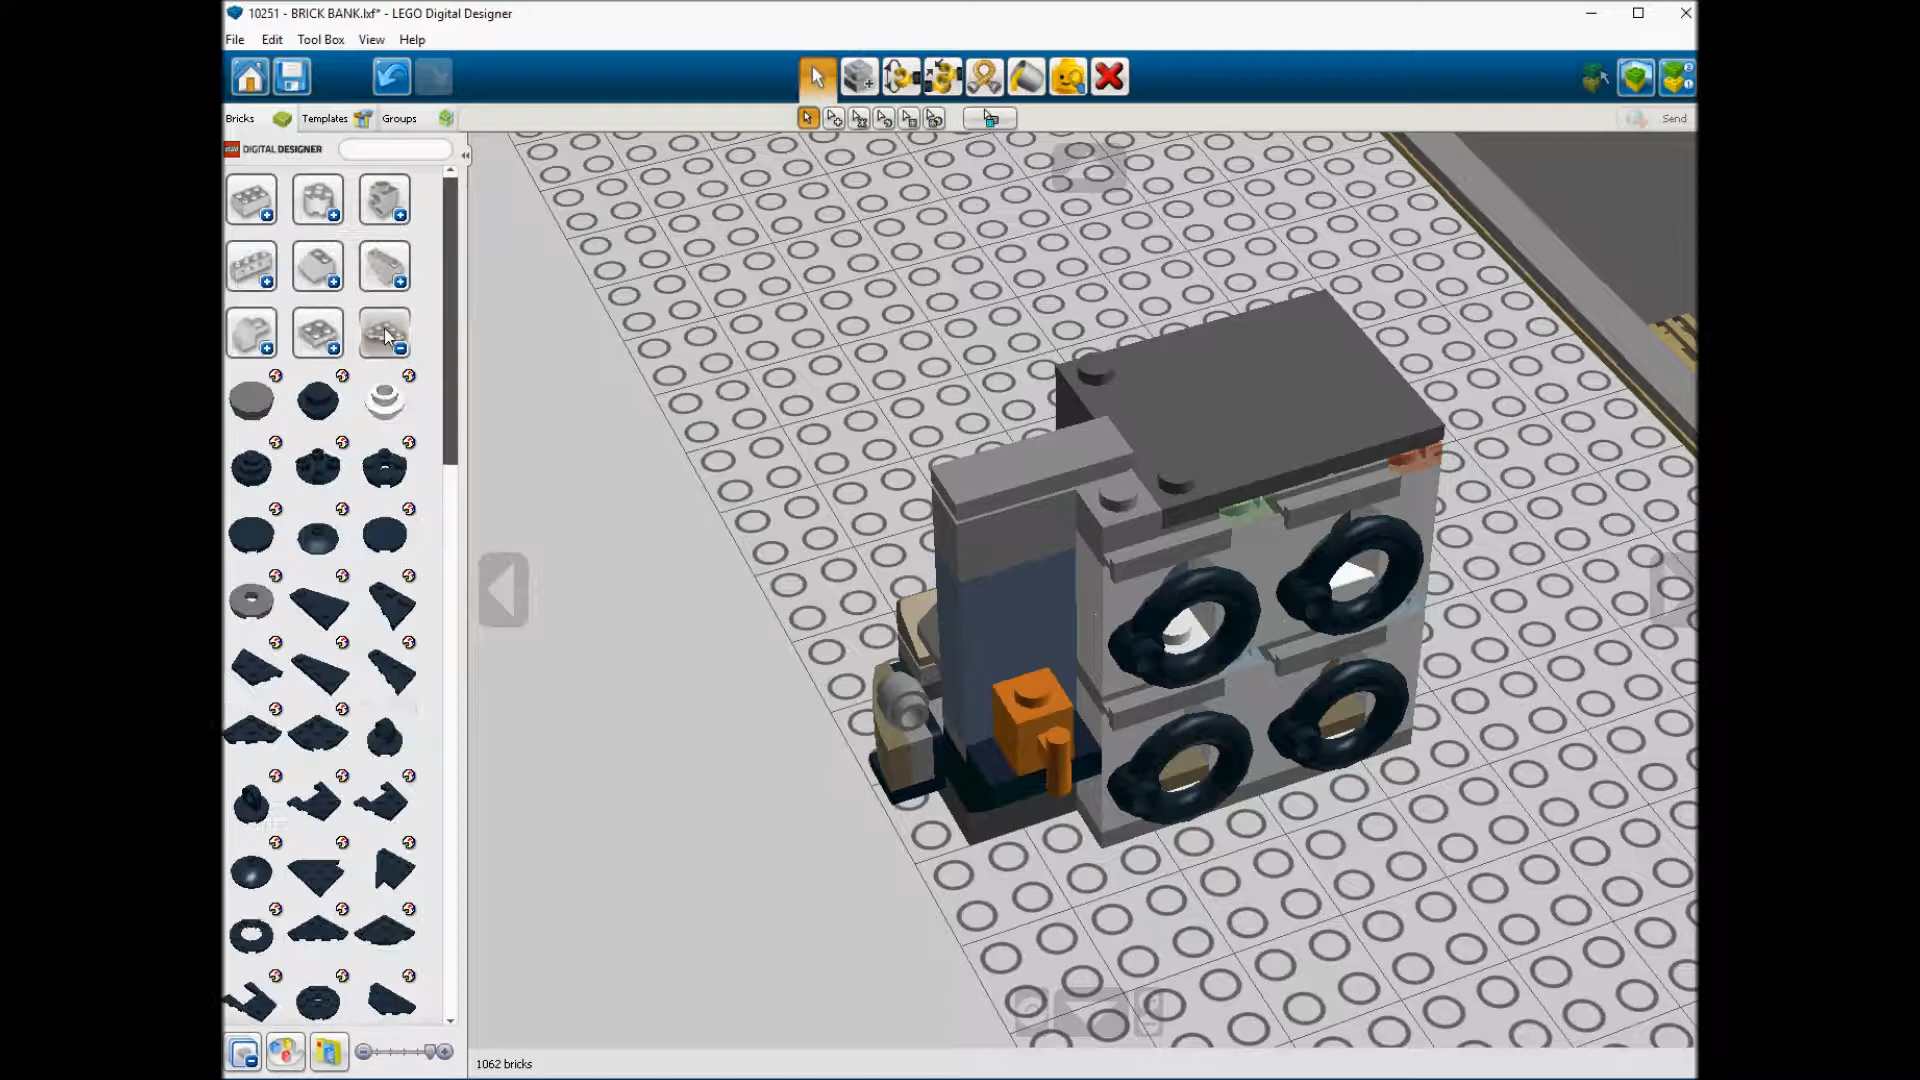 10251 - BRICK BANK.lxf* - LEGO Digital Designer
File Edit Tool Box View Help
Bricks Templates Groups
Send
DIGITAL DESIGNER
1062 bricks